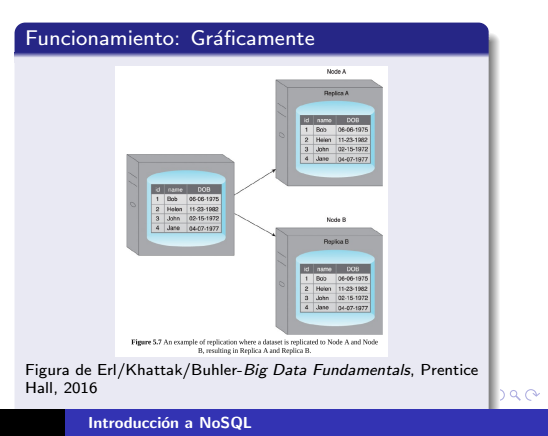 Funcionamiento: Gráficamente
Node A
Replica A
id name DOB
1 Bob 06-06-1975
2 Helen 11-23-1982
3 John 02-15-1972
4 Jane 04-07-1977
id name DOB
1 Bob 06-06-1975
2 Helen 11-23-1982
3 John 02-15-1972
4 Jane 04-07-1977
Node B
Replica B
id name DOB
1 Bob 06-06-1975
2 Helen 11-23-1982
3 John 02-15-1972
4 Jane 04-07-1977
Figure 5.7 An example of replication where a dataset is replicated to Node A and Node
B, resulting in Replica A and Replica B.
Figura de Erl/Khattak/Buhler-Big Data Fundamentals, Prentice
Hall, 2016
Introducción a NoSQL